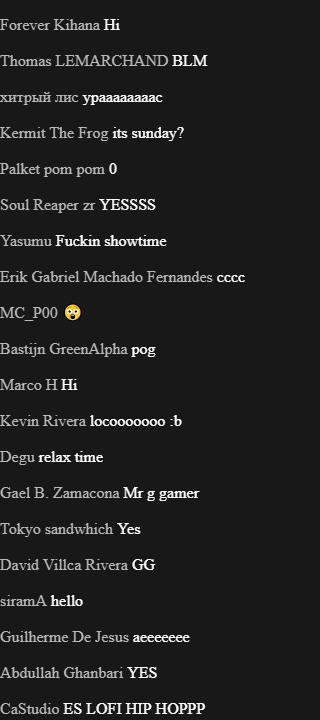 Forever Kihana Hi
Thomas LEMARCHAND BLM
хитрый лис ураааааааас
Kermit The Frog its sunday?
Palket pom pom 0
Soul Reaper zr YESSSS
Yasumu Fuckin showtime
Erik Gabriel Machado Fernandes cccc
MC_P00 😲
Bastijn GreenAlpha pog
Marco H Hi
Kevin Rivera locooooooo :b
Degu relax time
Gael B. Zamacona Mr g gamer
Tokyo sandwhich Yes
David Villca Rivera GG
siramA hello
Guilherme De Jesus aeeeeeee
Abdullah Ghanbari YES
CaStudio ES LOFI HIP HOPPP